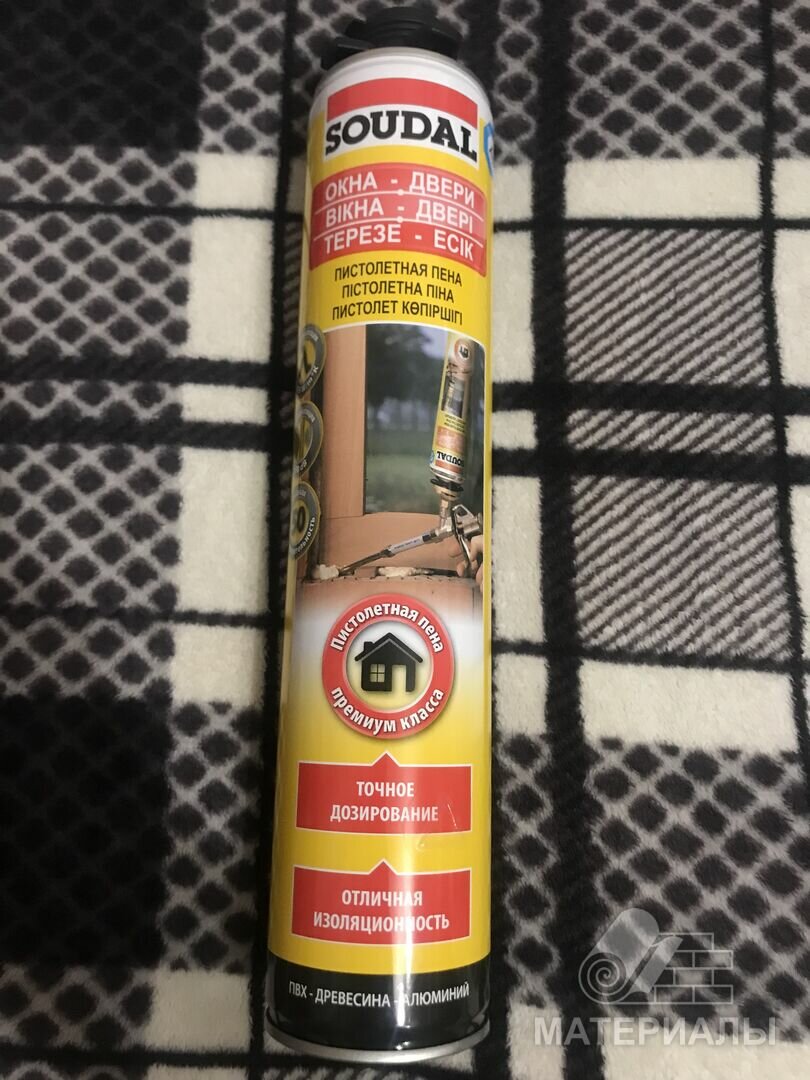 SOUDAL
ОКНА - ДВЕРИ
ВІКНА - ДВЕРІ
ТЕРЕЗЕ - ЕСІК
ПИСТОЛЕТНАЯ ПЕНА
ПІСТОЛЕТНА ПІНА
ПИСТОЛЕТ КӨПІРШІГІ
SOUDAL
Пистолетная пена
премиум класса
ТОЧНОЕ
ДОЗИРОВАНИЕ
ОТЛИЧНАЯ
ИЗОЛЯЦИОННОСТЬ
ПВХ - ДРЕВЕСИНА - АЛЮМИНИЙ
МАТЕРИАЛЫ